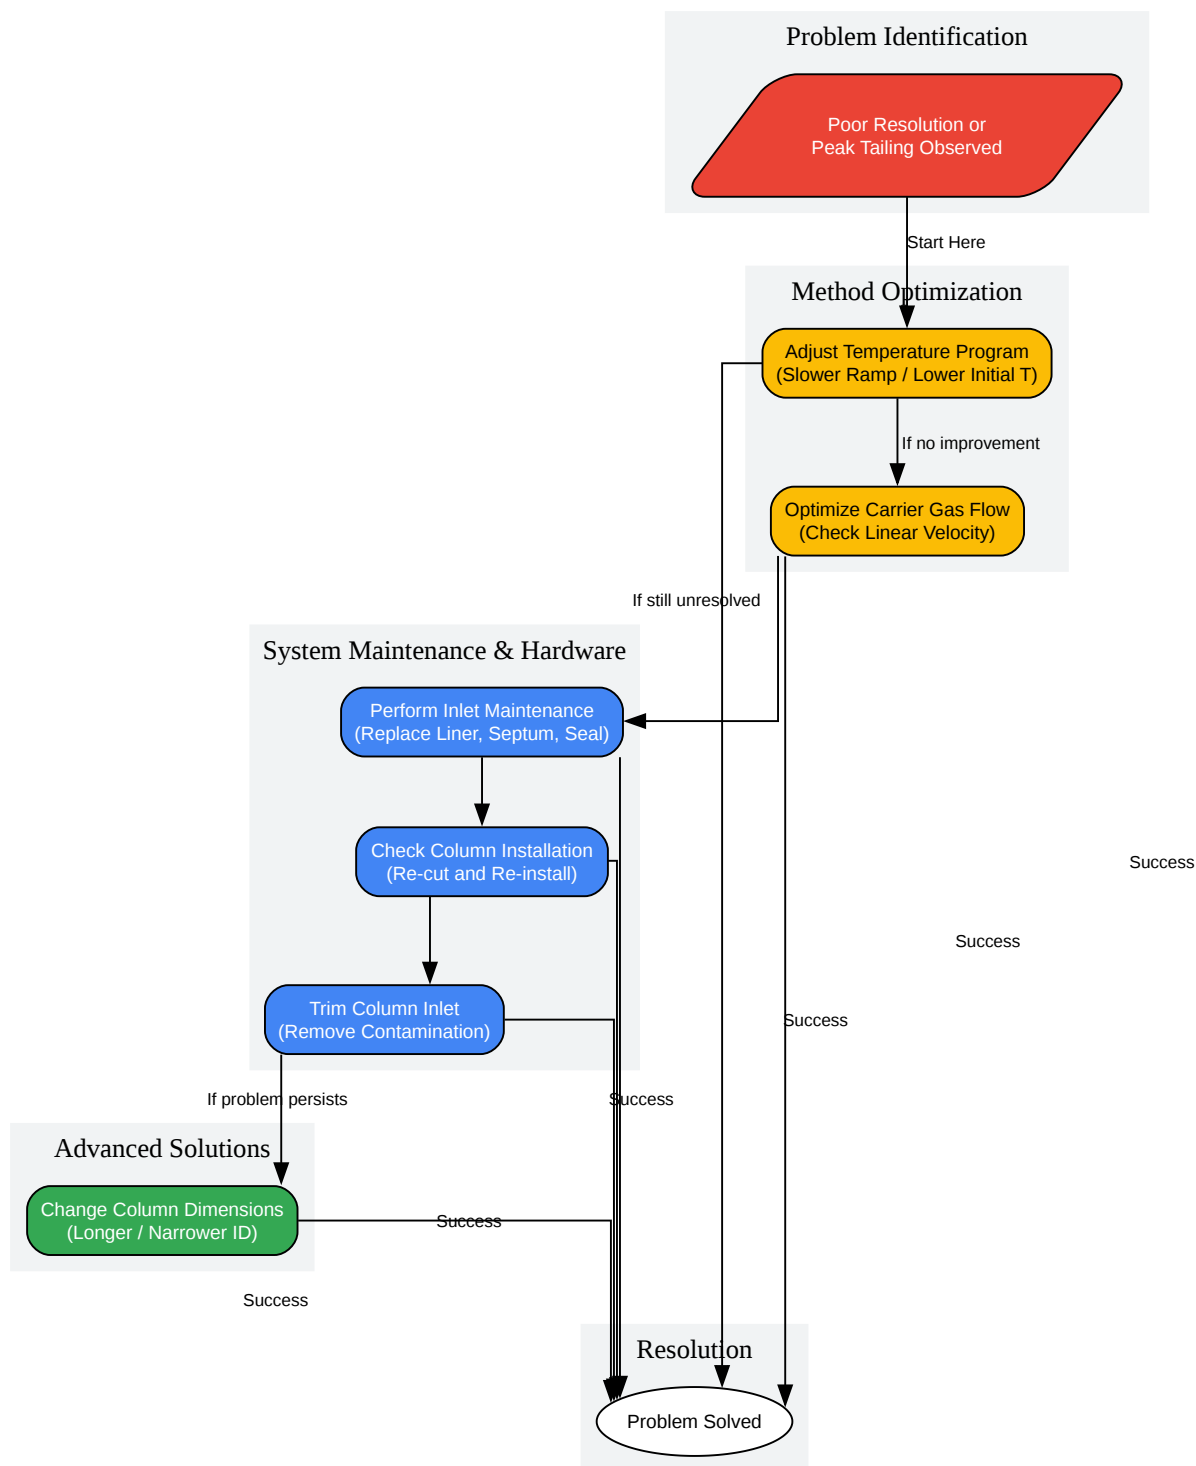 Problem Identification
Poor Resolution or
Peak Tailing Observed
Start Here
Method Optimization
Adjust Temperature Program
(Slower Ramp / Lower Initial T)
If no improvement
Optimize Carrier Gas Flow
(Check Linear Velocity)
If still unresolved
System Maintenance & Hardware
Perform Inlet Maintenance
(Replace Liner, Septum, Seal)
Check Column Installation
(Re-cut and Re-install)
Success
Success
Trim Column Inlet
(Remove Contamination)
Success
If problem persists
Success
Advanced Solutions
Change Column Dimensions
(Longer / Narrower ID)
Success
Success
Resolution
Problem Solved